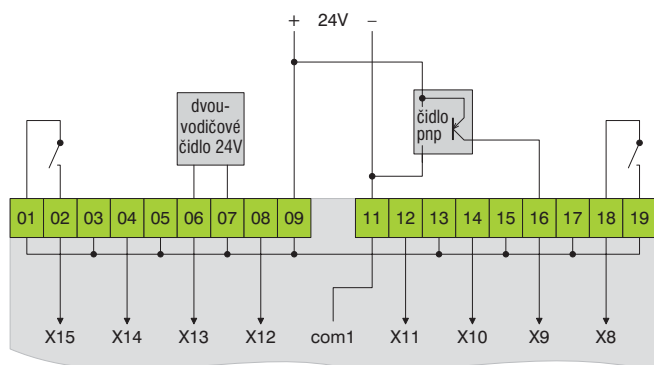 + 24V −
dvou-
vodičové
čidlo 24V
čidlo
pnp
01 02 03 04 05 06 07 08 09 11 12 13 14 15 16 17 18 19
X15 X14 X13 X12 com1 X11 X10 X9 X8